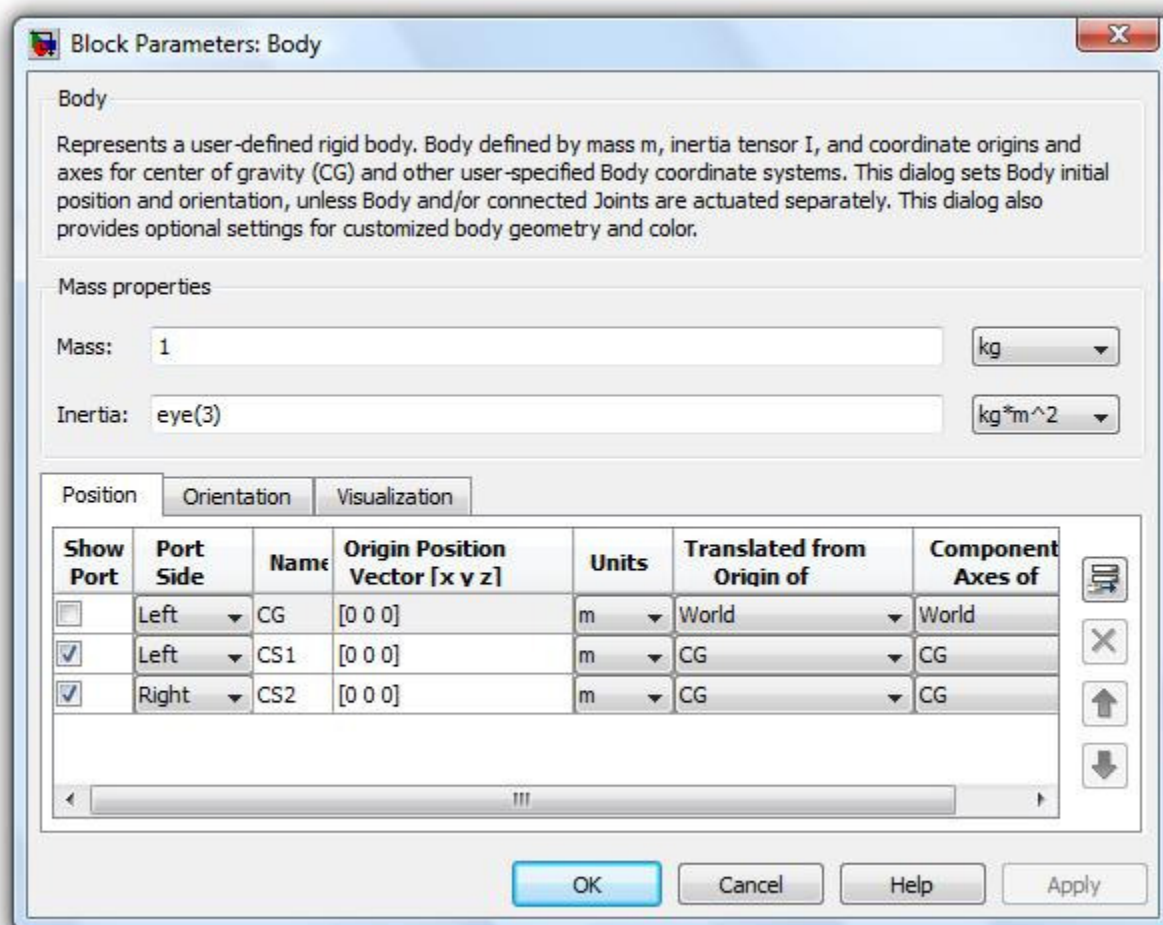 Block Parameters: Body
Body
Represents a user-defined rigid body. Body defined by mass m, inertia tensor I, and coordinate origins and
axes for center of gravity (CG) and other user-specified Body coordinate systems. This dialog sets Body initial
position and orientation, unless Body and/or connected Joints are actuated separately. This dialog also
provides optional settings for customized body geometry and color.
Mass properties
Mass: 1 kg
Inertia: eye(3) kg*m^2
Position Orientation Visualization
Show Port Name Origin Position Units Translated from Component
Port Side Vector [x y z] Origin of Axes of
Left CG [0 0 0] m World World
Left CS1 [0 0 0] m CG CG
Right CS2 [0 0 0] m CG CG
OK Cancel Help Apply